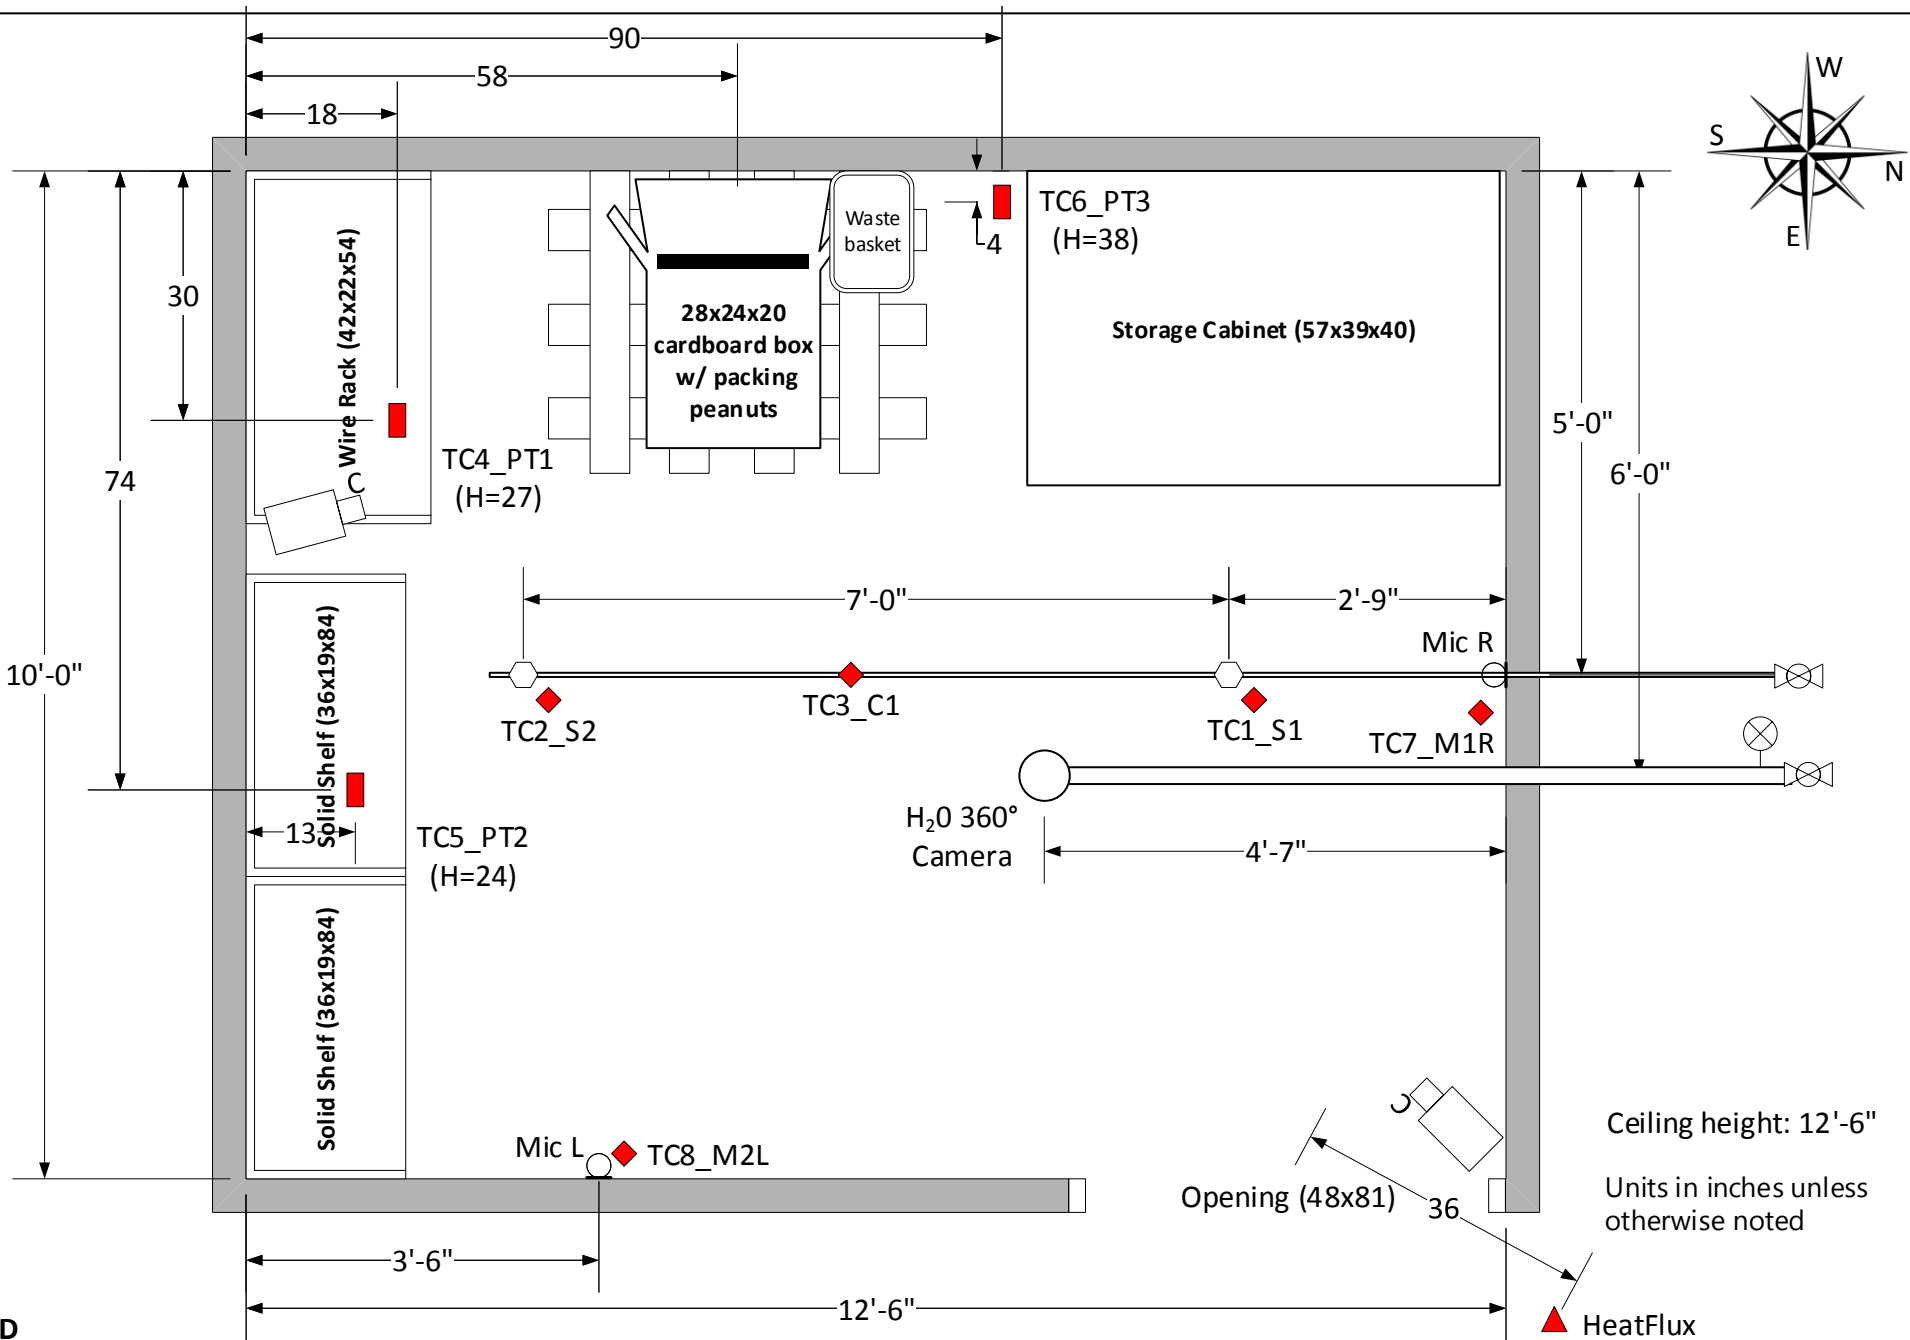 90
58
18
W
S
N
E
Waste
basket
TC6_PT3
(H=38)
4
30
Wire Rack (42x22x54)
28x24x20
cardboard box
w/ packing
peanuts
Storage Cabinet (57x39x40)
5'-0"
6'-0"
74
TC4_PT1
(H=27)
C
7'-0"
2'-9"
Mic R
10'-0"
Solid Shelf (36x19x84)
TC2_S2
TC3_C1
TC1_S1
TC7_M1R
H₂0 360°
Camera
13
TC5_PT2
(H=24)
4'-7"
Solid Shelf (36x19x84)
C
Ceiling height: 12'-6"
Mic L
TC8_M2L
Opening (48x81)
36
Units in inches unless
otherwise noted
3'-6"
12'-6"
D
HeatFlux